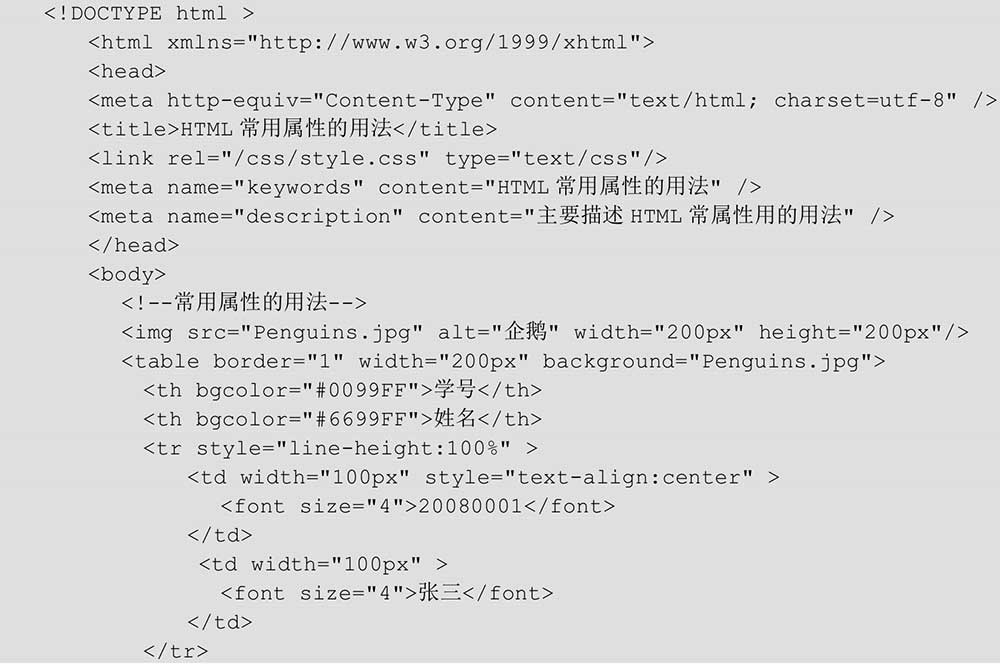 <!DOCTYPE html >
<html xmlns="http://www.w3.org/1999/xhtml">
<head>
<meta http-equiv="Content-Type" content="text/html; charset=utf-8" />
<title>HTML 常用属性的用法</title>
<link rel="/css/style.css" type="text/css"/>
<meta name="keywords" content="HTML 常用属性的用法" />
<meta name="description" content="主要描述 HTML 常属性用的用法" />
</head>
<body>
<!--常用属性的用法-->
<img src="Penguins.jpg" alt="企鹅" width="200px" height="200px"/>
<table border="1" width="200px" background="Penguins.jpg">
<th bgcolor="#0099FF">学号</th>
<th bgcolor="#6699FF">姓名</th>
<tr style="line-height:100%" >
<td width="100px" style="text-align:center" >
<font size="4">20080001</font>
</td>
<td width="100px" >
<font size="4">张三</font>
</td>
</tr>